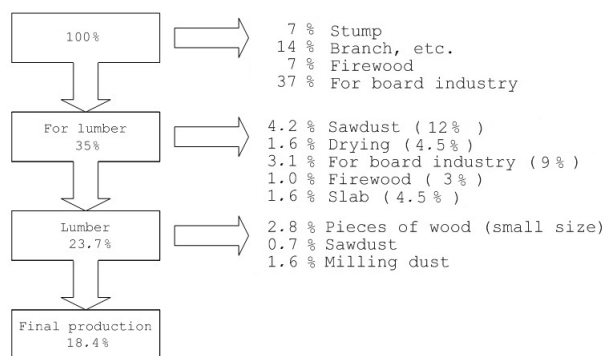 100%
7 % Stump
14 % Branch, etc.
7 % Firewood
37 % For board industry
For lumber
35%
4.2 % Sawdust ( 12% )
1.6 % Drying ( 4.5% )
3.1 % For board industry ( 9% )
1.0 % Firewood ( 3% )
1.6 % Slab ( 4.5% )
Lumber
23.7%
2.8 % Pieces of wood (small size)
0.7 % Sawdust
1.6 % Milling dust
Final production
18.4%